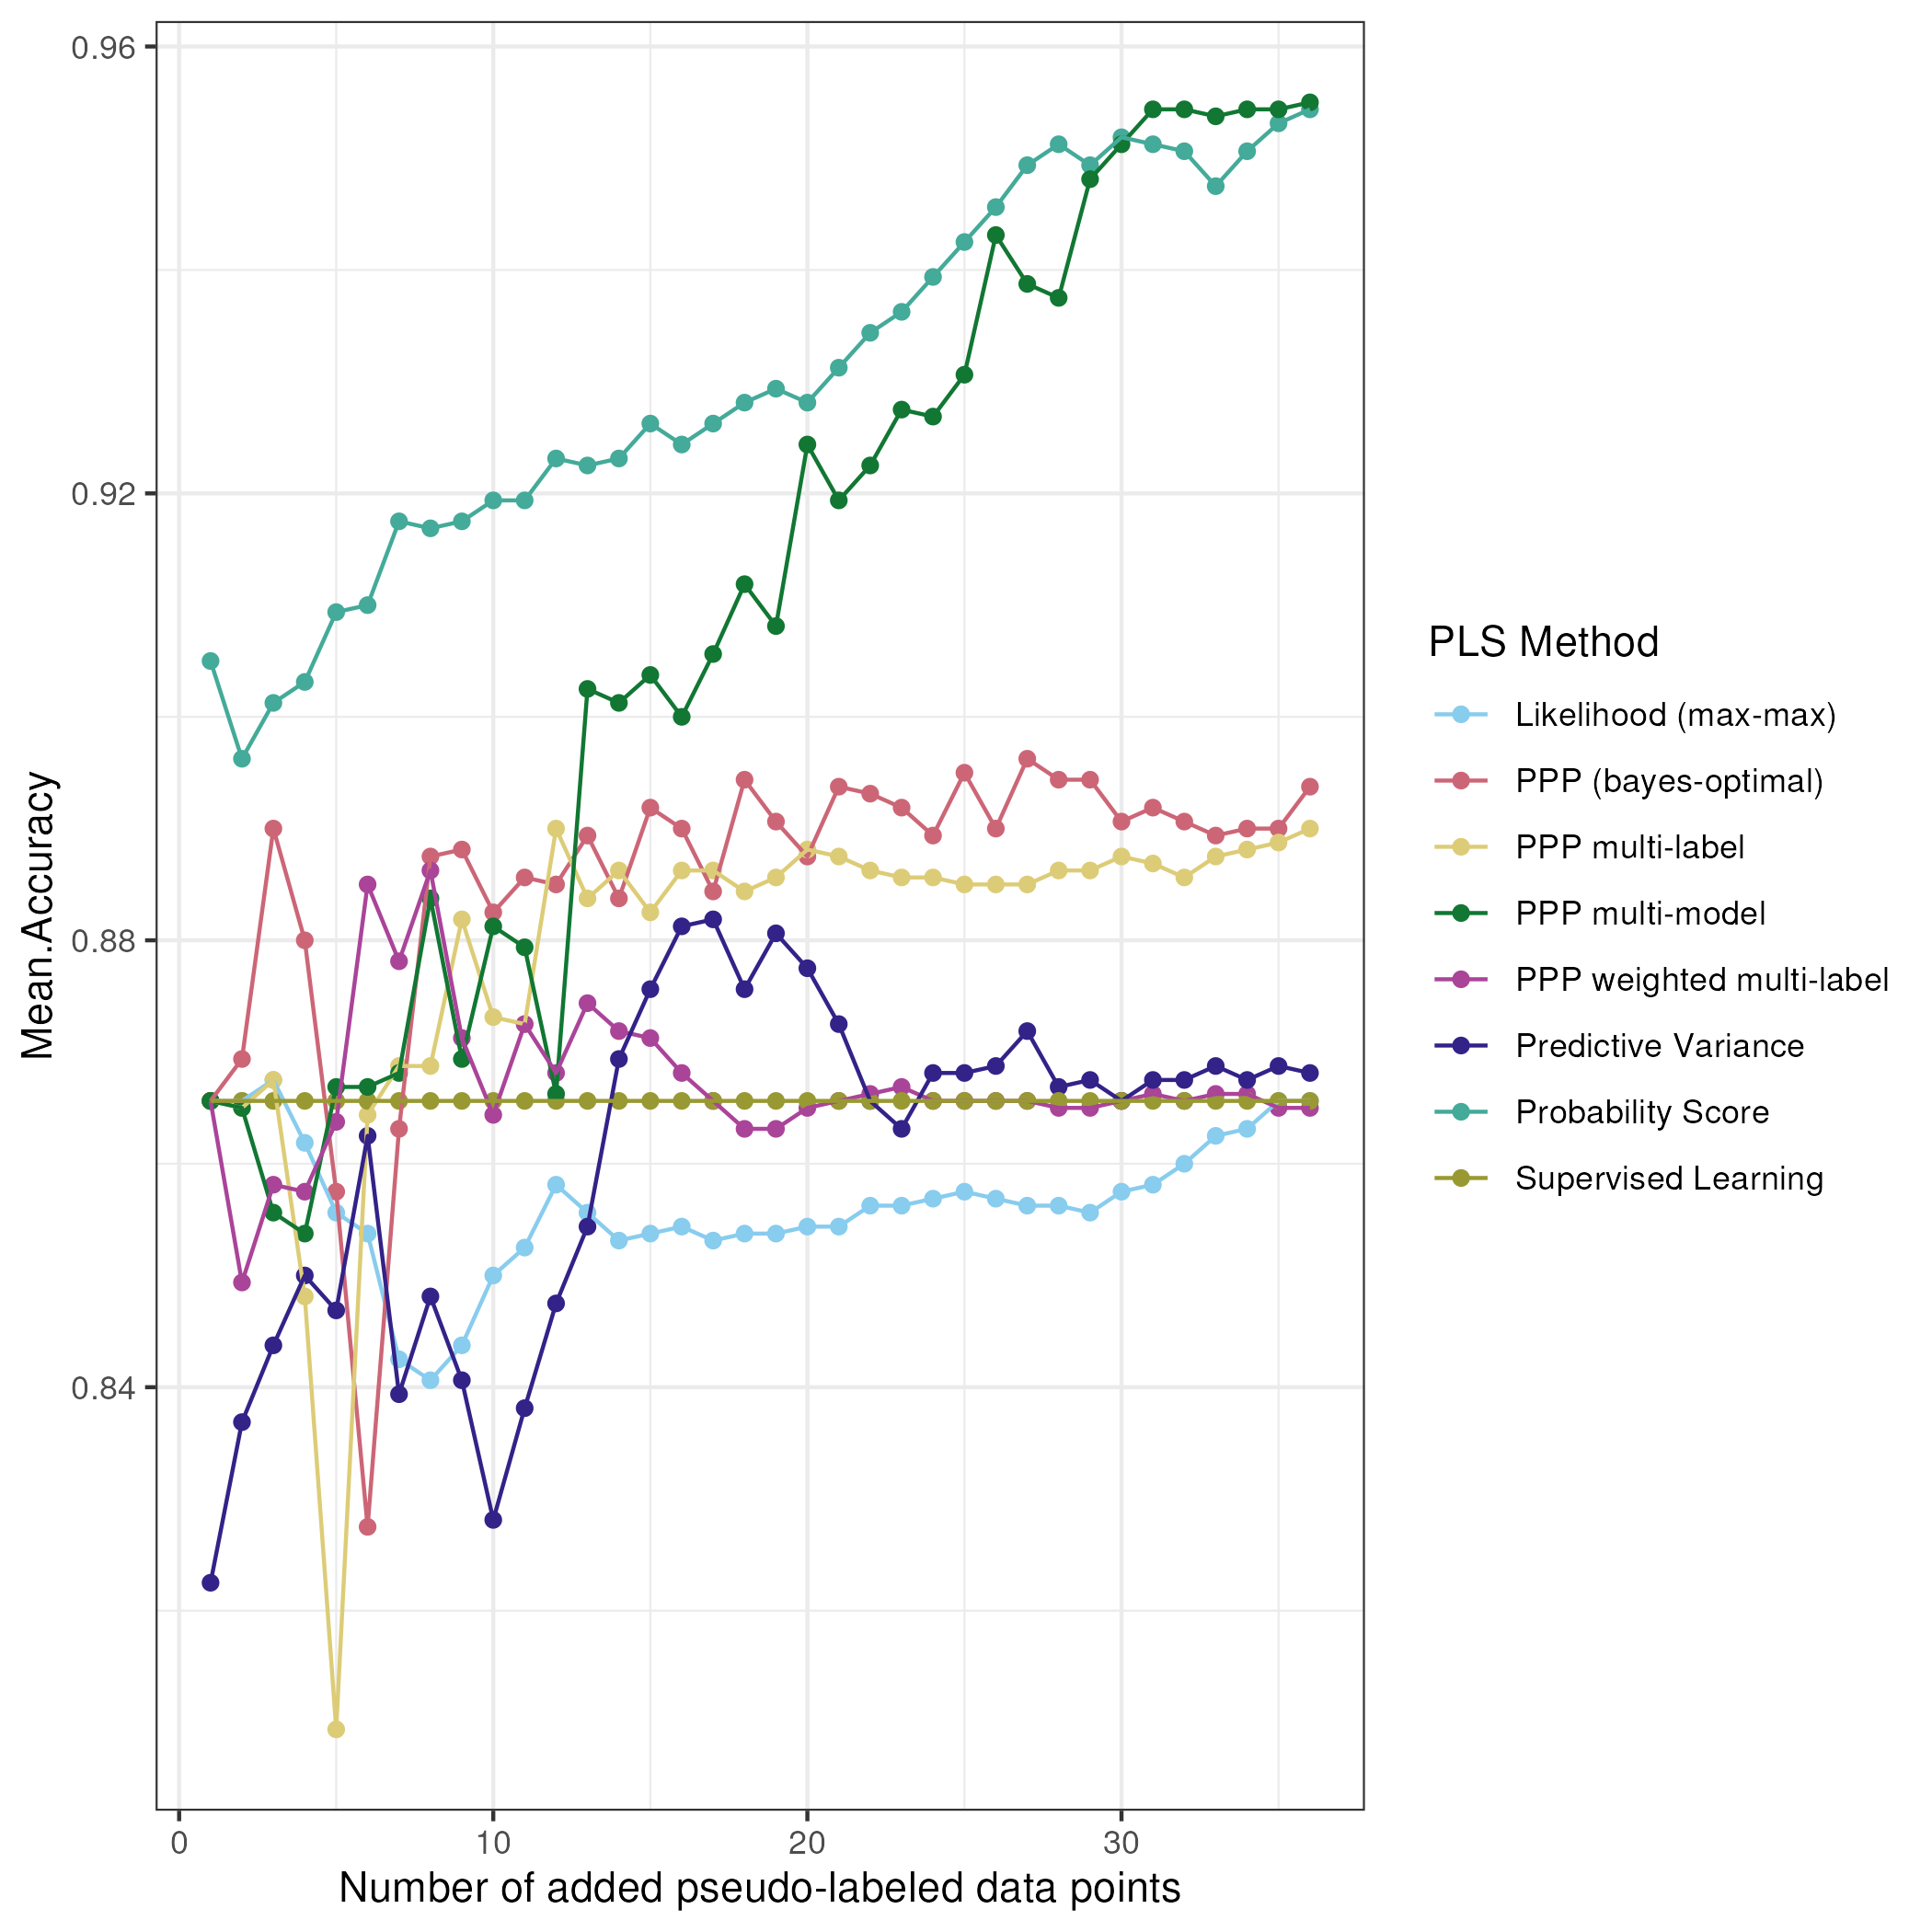 0.96
0.92
0.88
0.84
Mean.Accuracy
0
10
20
30
Number of added pseudo-labeled data points
PLS Method
Likelihood (max-max)
PPP (bayes-optimal)
PPP multi-label
PPP multi-model
PPP weighted multi-label
Predictive Variance
Probability Score
Supervised Learning